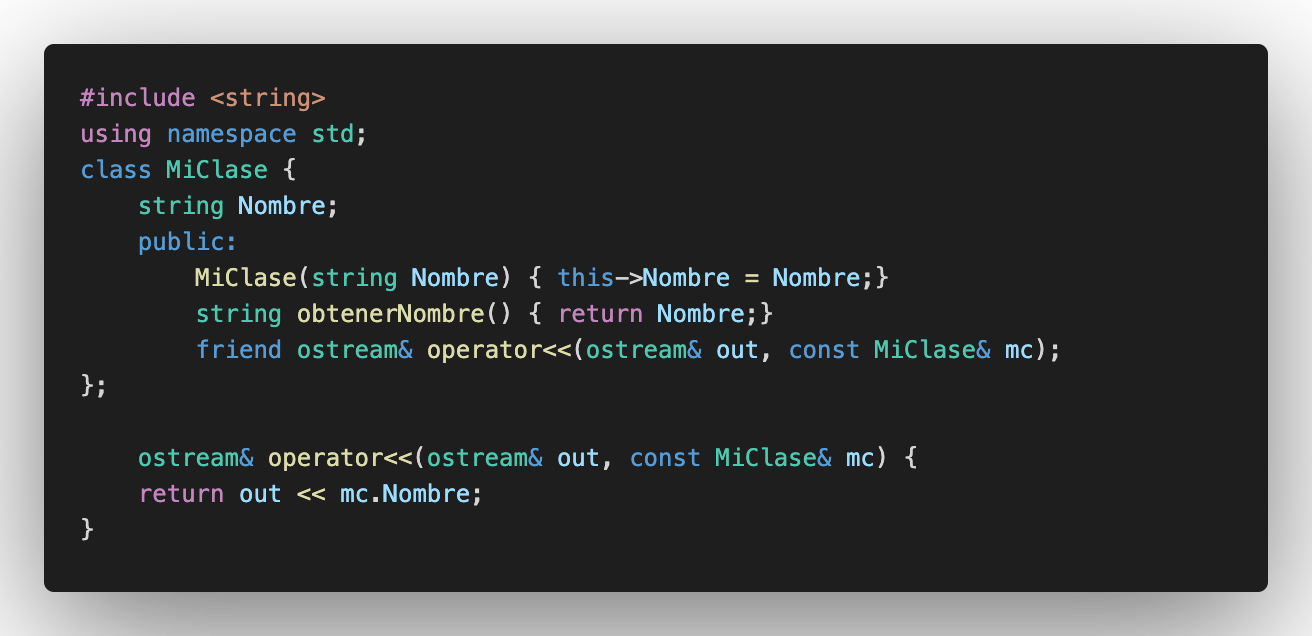 #include <string>
using namespace std;
class MiClase {
    string Nombre;
    public:
        MiClase(string Nombre) { this->Nombre = Nombre;}
        string obtenerNombre() { return Nombre;}
        friend ostream& operator<<(ostream& out, const MiClase& mc);
};

    ostream& operator<<(ostream& out, const MiClase& mc) {
    return out << mc.Nombre;
}